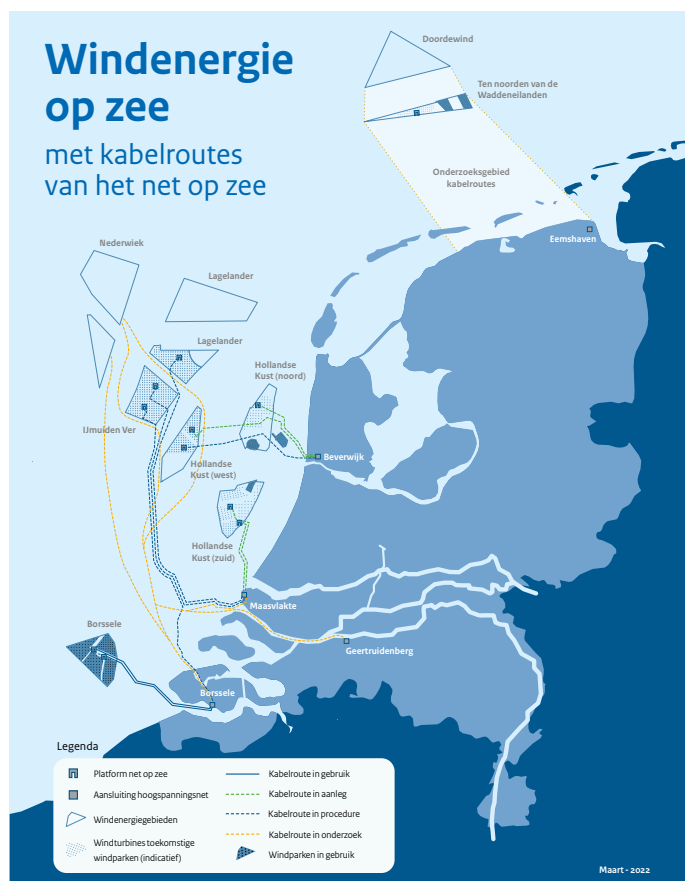 Windenergie
op zee
met kabelroutes
van het net op zee
Doordewind
Ten noorden van de
Waddeneilanden
Onderzoeksgebied
kabelroutes
Eemshaven
Nederwiek
Lagelander
Lagelander
Hollandse
Kust (noord)
IJmuiden Ver
Beverwijk
Hollandse
Kust (west)
Hollandse
Kust (zuid)
Maasvlakte
Borssele
Geertruidenberg
Borssele
Legenda
Platform net op zee
Aansluiting hoogspanningsnet
Windenergiegebieden
Windturbines toekomstige
windparken (indicatief)
Kabelroute in gebruik
Kabelroute in aanleg
Kabelroute in procedure
Kabelroute in onderzoek
Windparken in gebruik
Maart - 2022